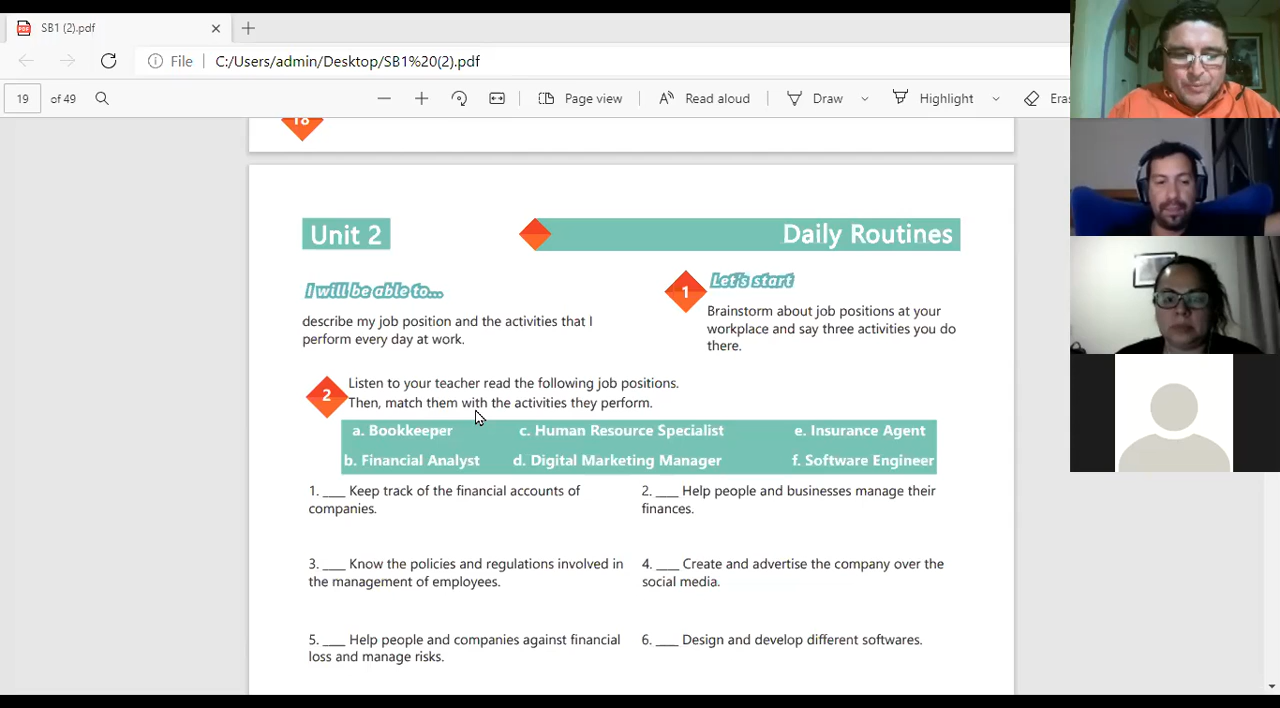 SB1 (2).pdf
File
C:/Users/admin/Desktop/SB1%20(2).pdf
19
of 49
Page view
Read aloud
Draw
Highlight
18
Unit 2
Daily Routines
I will be able to...
describe my job position and the activities that I
perform every day at work.
1
Let's start
Brainstorm about job positions at your
workplace and say three activities you do
there.
2
Listen to your teacher read the following job positions.
Then, match them with the activities they perform.
a. Bookkeeper
c. Human Resource Specialist
e. Insurance Agent
b. Financial Analyst
d. Digital Marketing Manager
f. Software Engineer
1. ___ Keep track of the financial accounts of
companies.
2. ___ Help people and businesses manage their
finances.
3. ___ Know the policies and regulations involved in
the management of employees.
4. ___ Create and advertise the company over the
social media.
5. ___ Help people and companies against financial
loss and manage risks.
6. ___ Design and develop different softwares.